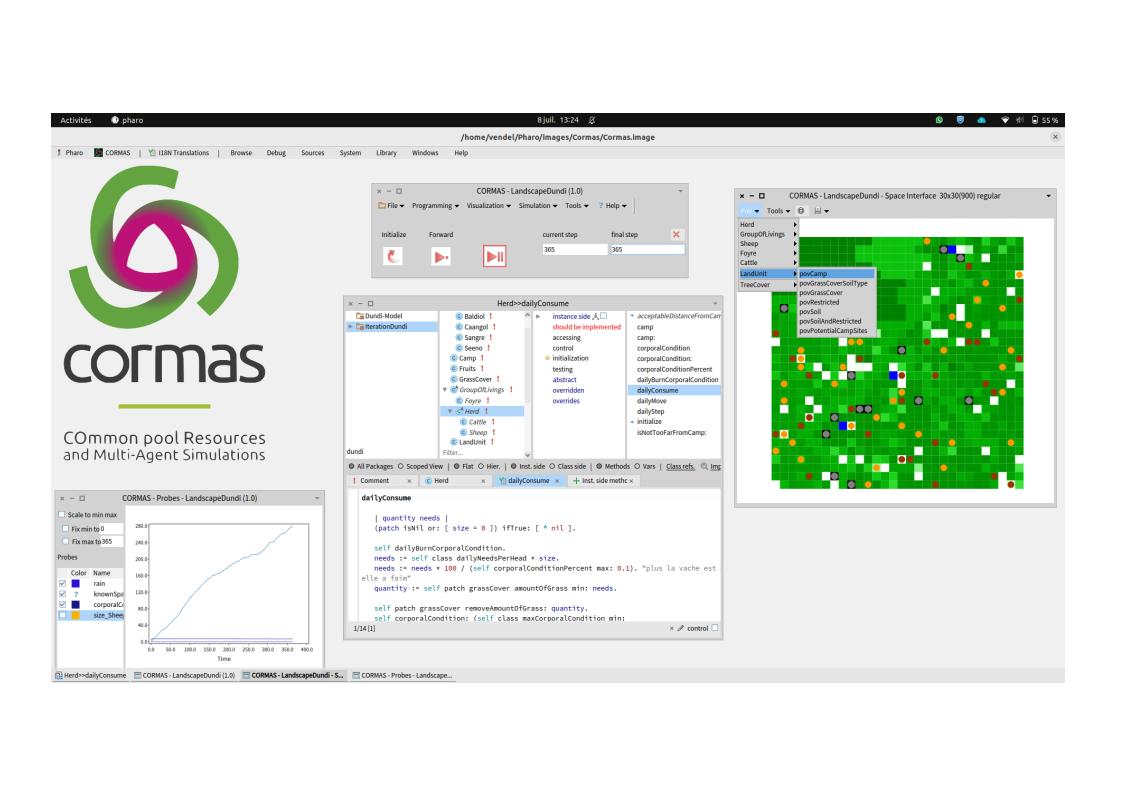 Activités
pharo
8 juil. 13:24
55 %
/home/vendel/Pharo/images/Cormas/Cormas.image
Pharo CORMAS | I18N Translations | Browse Debug Sources System Library Windows Help
cormas
COmmon pool Resources
and Multi-Agent Simulations
CORMAS - LandscapeDundi (1.0)
File Programming Visualization Simulation Tools Help
Initialize Forward current step final step
365 365
CORMAS - LandscapeDundi - Space Interface 30x30(900) regular
Tools
Herd
GroupOfLivings
Sheep
Foyre
Cattle
LandUnit
TreeCover
povCamp
povGrassCoverSoilType
povGrassCover
povRestricted
povSoil
povSoilAndRestricted
povPotentialCampSites
Herd>>dailyConsume
Dundi-Model
IterationDundi
dundi
Baldiol !
Caangol !
Sangre !
Seeno !
Camp !
Fruits !
GrassCover !
GroupOfLivings !
Foyre !
Herd !
Cattle !
Sheep !
LandUnit !
Filter...
instance side
should be implemented
accessing
control
initialization
testing
abstract
overridden
overrides
acceptableDistanceFromCam
camp
camp:
corporalCondition
corporalCondition:
corporalConditionPercent
dailyBurnCorporalCondition
dailyConsume
dailyMove
dailyStep
initialize
isNotTooFarFromCamp:
All Packages Scoped View | Flat Hier. | Inst. side Class side | Methods Vars | Class refs. Imp
! Comment × Herd × dailyConsume × + Inst. side methc ×
dailyConsume
| quantity needs |
(patch isNil or: [ size = 0 ]) ifTrue: [ ^ nil ].
self dailyBurnCorporalCondition.
needs := self class dailyNeedsPerHead * size.
needs := needs * 100 / (self corporalConditionPercent max: 0.1). "plus la vache est
elle a faim"
quantity := self patch grassCover amountOfGrass min: needs.
self patch grassCover removeAmountOfGrass: quantity.
self corporalCondition: (self class maxCorporalCondition min:
1/14 [1]
control
CORMAS - Probes - LandscapeDundi (1.0)
Scale to min max
Fix min to 0
Fix max to 365
Probes
Color Name
rain
? knownSpa
corporalCo
size_Sheep
280.0
240.0
200.0
160.0
120.0
80.0
40.0
0.0
0.0 50.0 100.0 150.0 200.0 250.0 300.0 350.0 400.0
Time
Herd>>dailyConsume
CORMAS - LandscapeDundi (1.0)
CORMAS - LandscapeDundi - S...
CORMAS - Probes - Landscape...